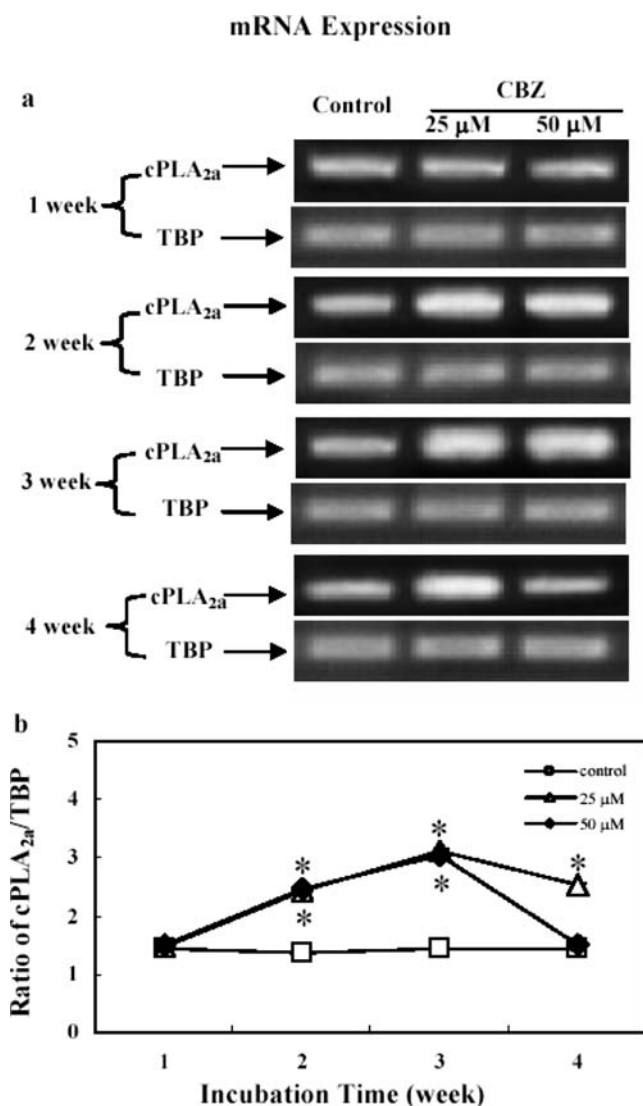 mRNA Expression
a
Control
CBZ
25 μM 50 μM
1 week
cPLA₂ₐ
TBP
2 week
cPLA₂ₐ
TBP
3 week
cPLA₂ₐ
TBP
4 week
cPLA₂ₐ
TBP
b
Ratio of cPLA₂ₐ/TBP
5
4
3
2
1
0
control
25 μM
50 μM
* * * * *
1 2 3 4
Incubation Time (week)